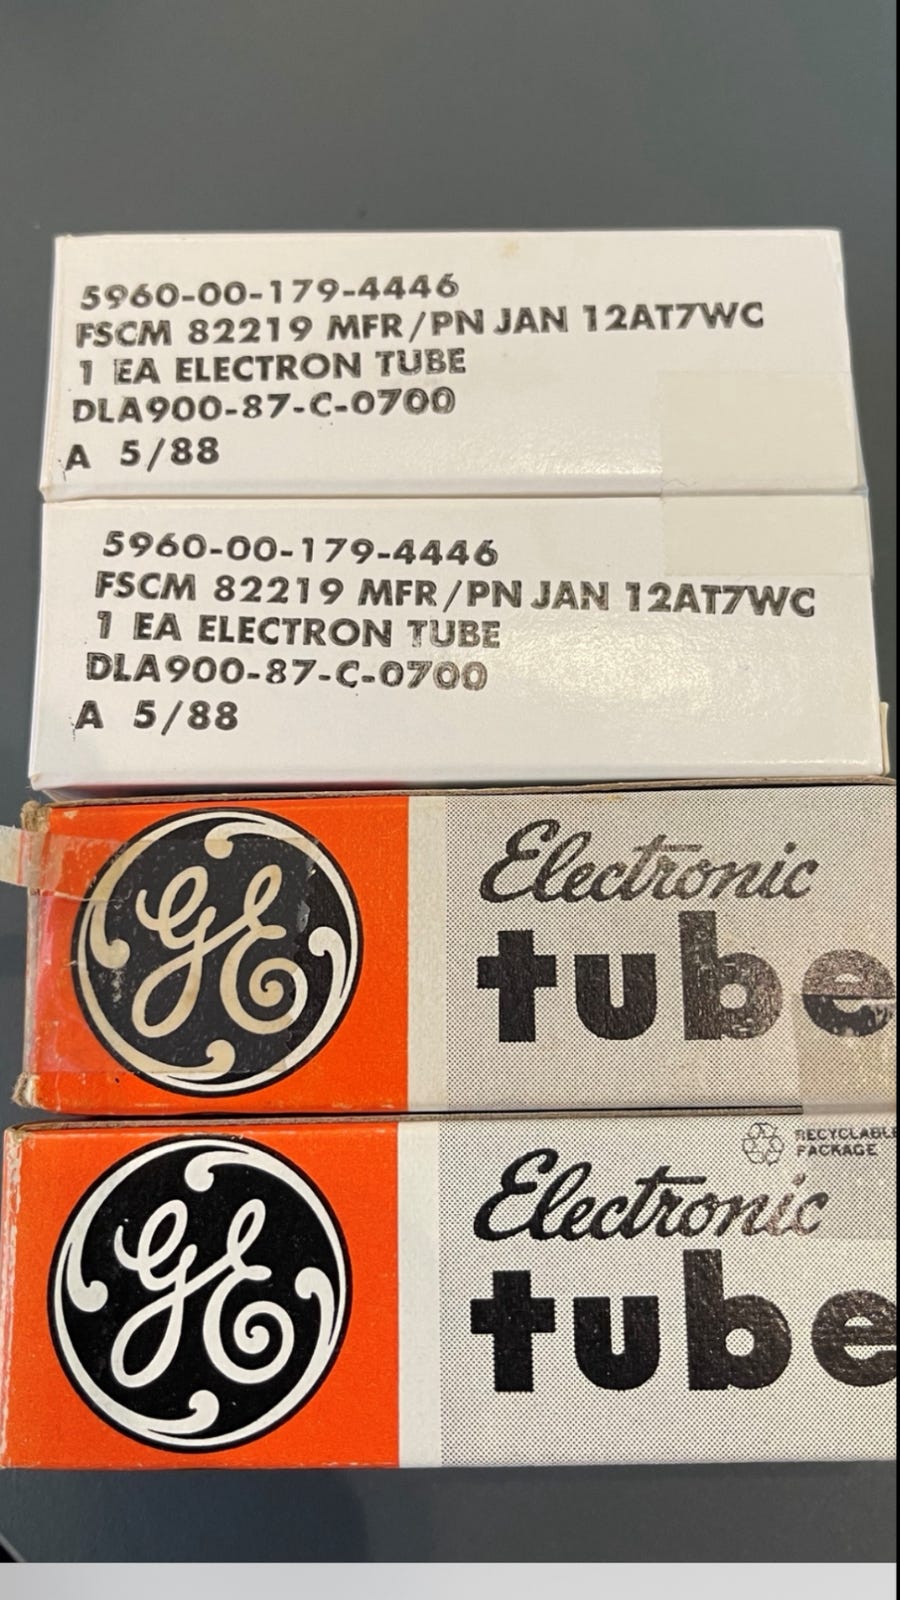 5960-00-179-4446
FSCM 82219 MFR/PN JAN 12AT7WC
1 EA ELECTRON TUBE
DLA900-87-C-0700
A 5/88
5960-00-179-4446
FSCM 82219 MFR/PN JAN 12AT7WC
1 EA ELECTRON TUBE
DLA900-87-C-0700
A 5/88
GE
Electronic
tube
RECYCLABLE
PACKAGE
GE
Electronic
tube